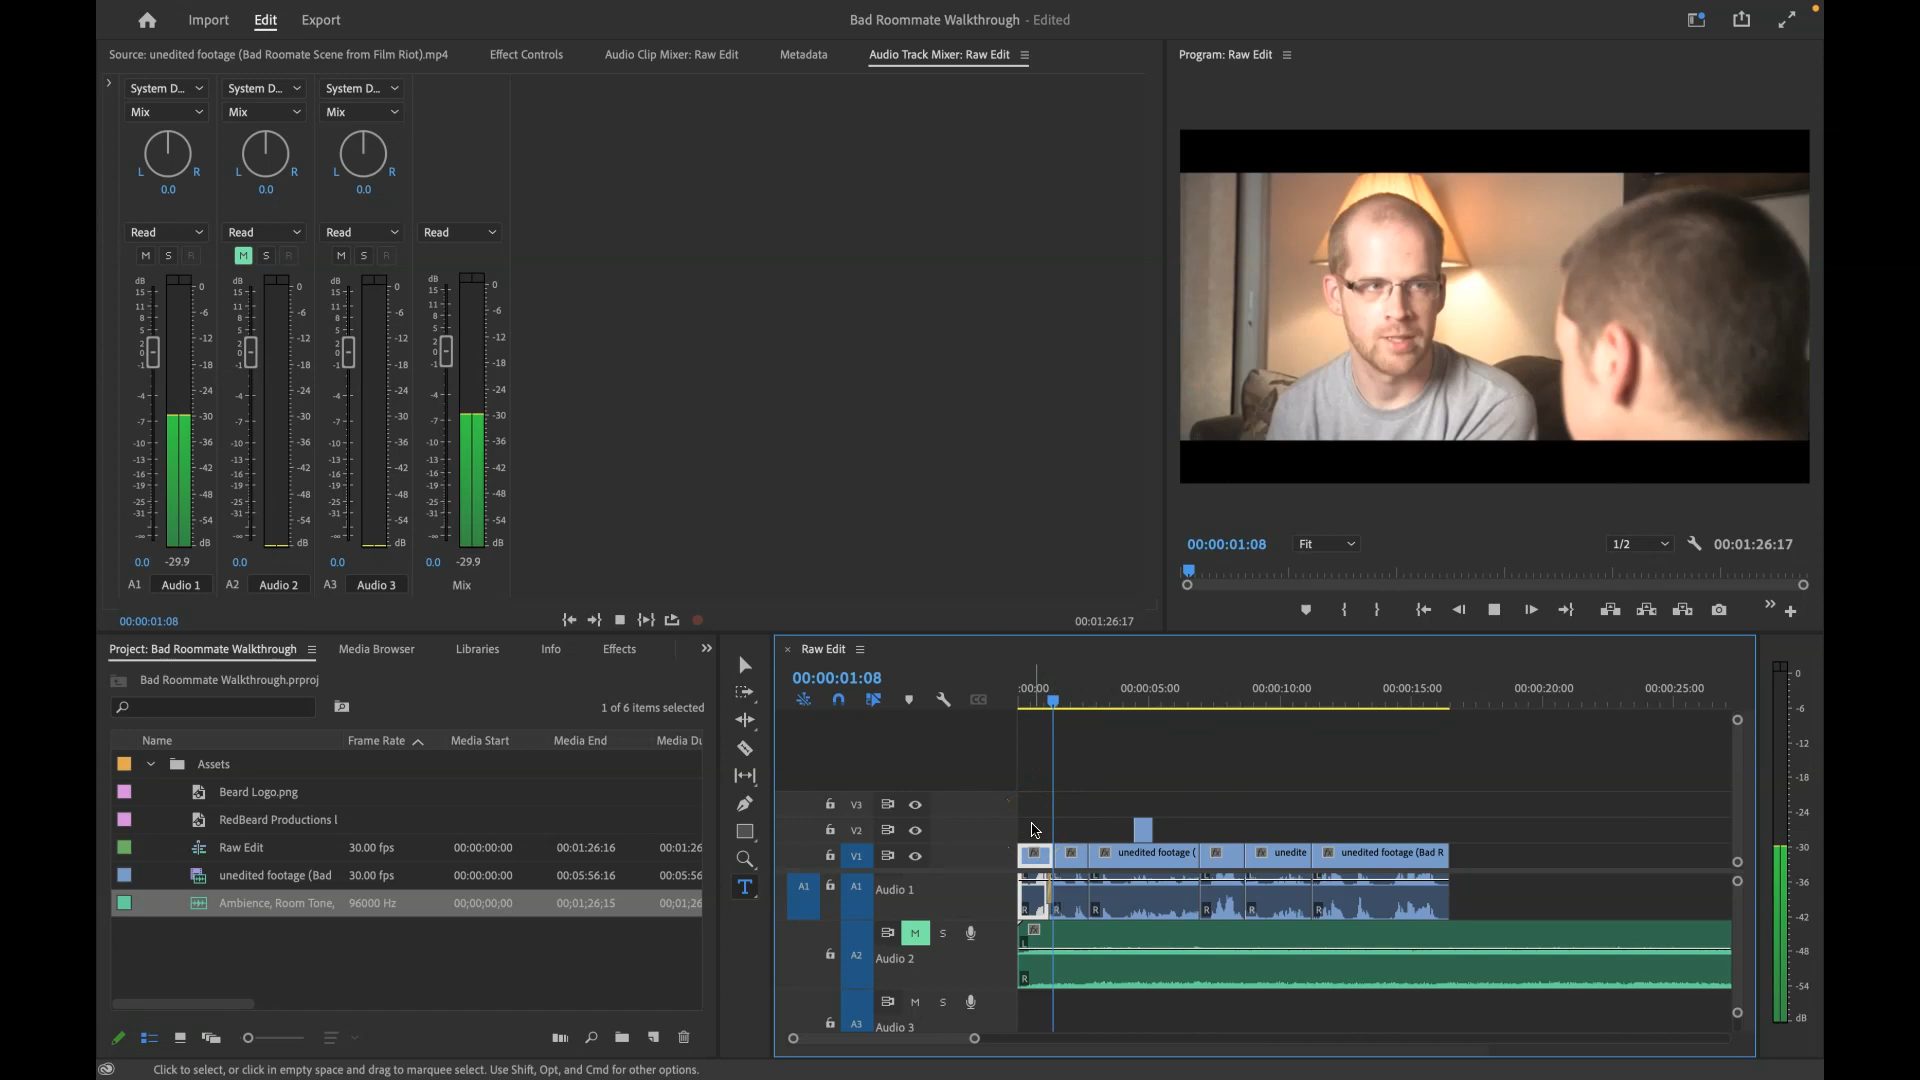 Import Edit Export Bad Roommate Walkthrough - Edited
Source: unedited footage (Bad Roomate Scene from Film Riot).mp4 Effect Controls Audio Clip Mixer: Raw Edit Metadata Audio Track Mixer: Raw Edit
Program: Raw Edit
System D... System D... System D...
Mix Mix Mix
L R L R L R
0.0 0.0 0.0
Read Read Read Read
M S R M S R M S R
dB 15 11 8 5 2 0 -1 -4 -7 -10 -13 -16 -19 -25 -31 -∞
0 -6 -12 -18 -24 -30 -36 -42 -48 -54 dB
dB 15 11 8 5 2 0 -1 -4 -7 -10 -13 -16 -19 -25 -31 -∞
0 -6 -12 -18 -24 -30 -36 -42 -48 -54 dB
dB 15 11 8 5 2 0 -1 -4 -7 -10 -13 -16 -19 -25 -31 -∞
0 -6 -12 -18 -24 -30 -36 -42 -48 -54 dB
dB 15 11 8 5 2 0 -1 -4 -7 -10 -13 -16 -19 -25 -31 -∞
0 -6 -12 -18 -24 -30 -36 -42 -48 -54 dB
0.0 -29.9 0.0 0.0 0.0 -29.9
A1 Audio 1 A2 Audio 2 A3 Audio 3 Mix
00:00:01:08 00:01:26:17
00:00:01:08 Fit 1/2 00:01:26:17
Project: Bad Roommate Walkthrough Media Browser Libraries Info Effects
Bad Roommate Walkthrough.prproj
1 of 6 items selected
Name Frame Rate Media Start Media End Media Du
Assets
Beard Logo.png
RedBeard Productions l
Raw Edit 30.00 fps 00:00:00:00 00:01:26:16 00:01:26
unedited footage (Bad 30.00 fps 00:00:00:00 00:05:56:16 00:05:56
Ambience, Room Tone, 96000 Hz 00;00;00;00 00;01;26;15 00;01;26
T
Raw Edit
00:00:01:08
:00:00 00:00:05:00 00:00:10:00 00:00:15:00 00:00:20:00 00:00:25:00
V3
V2
V1 fx fx fx unedited footage ( fx fx unedite fx unedited footage (Bad R
A1 A1 Audio 1
R R R R R R
M S fx
A2 Audio 2 L
R
M S
A3 Audio 3
0
-6
-12
-18
-24
-30
-36
-42
-48
-54
dB
Click to select, or click in empty space and drag to marquee select. Use Shift, Opt, and Cmd for other options.